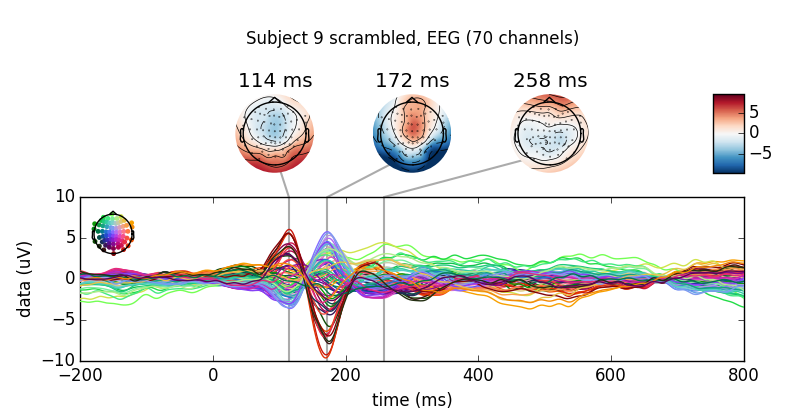 Subject 9 scrambled, EEG (70 channels)
114 ms 172 ms 258 ms
5
0
−5
10
5
0
−5
−10
data (uV)
−200 0 200 400 600 800
time (ms)